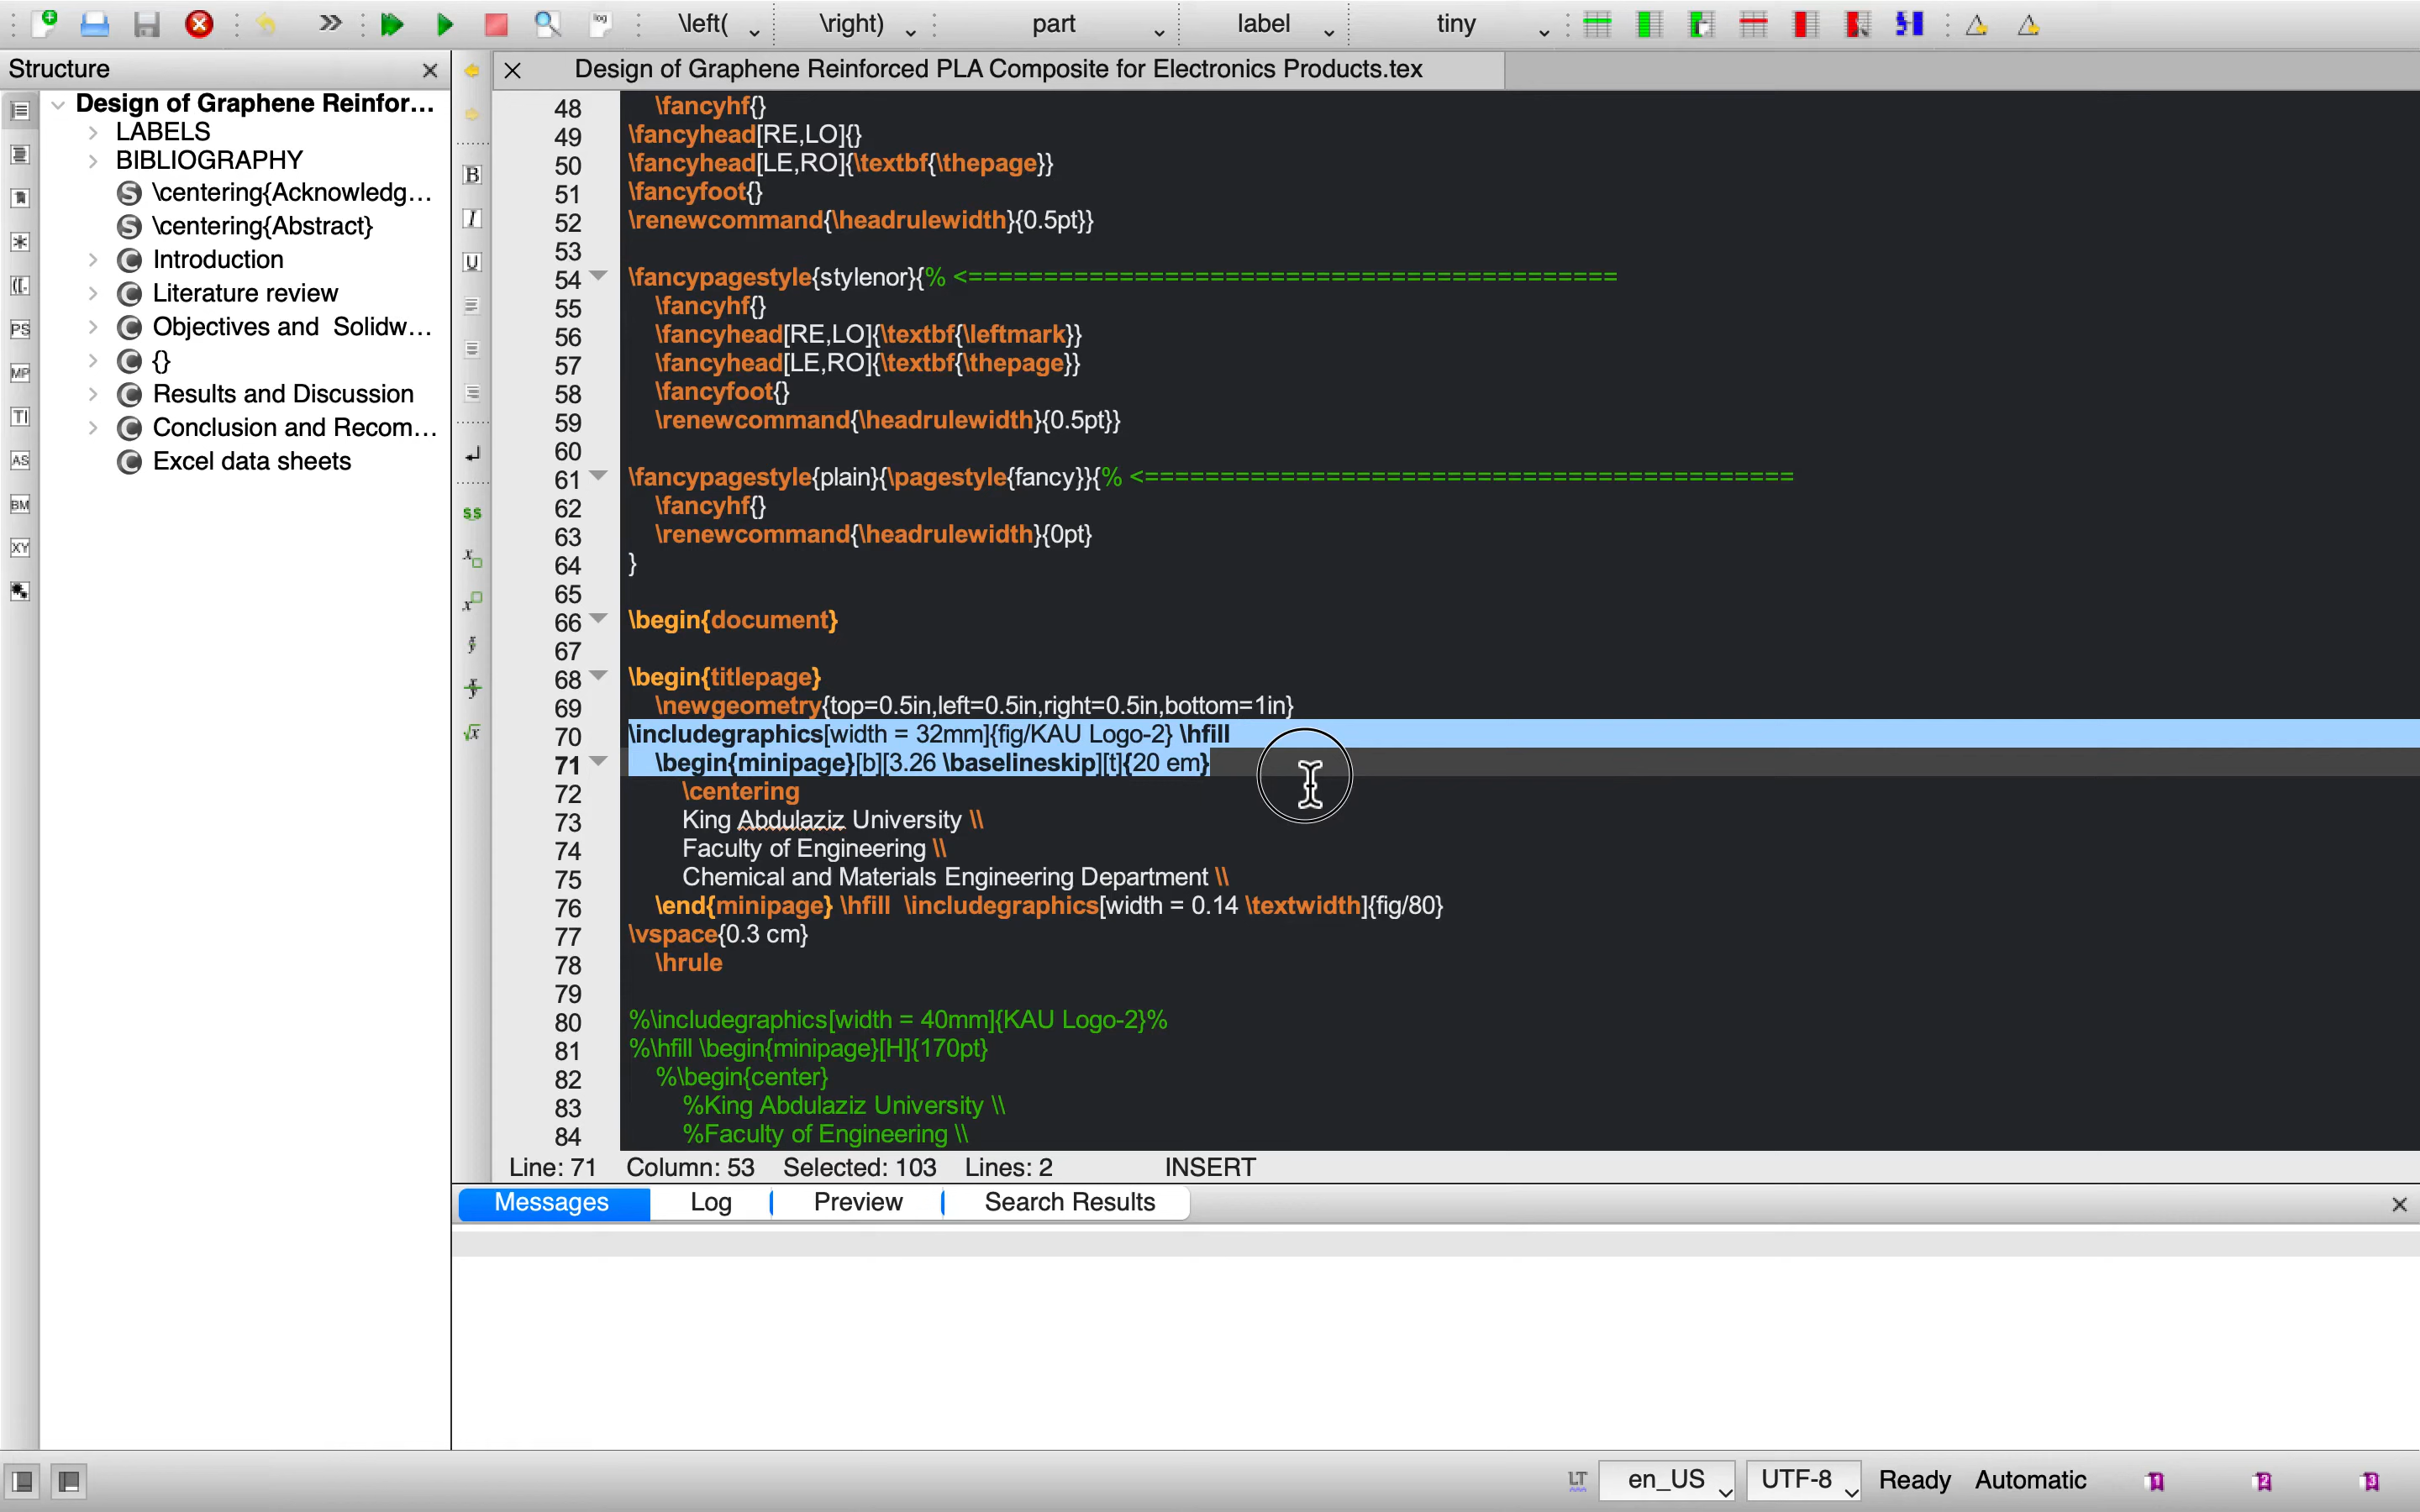 \left(
\right)
part
label
tiny
Structure
Design of Graphene Reinforced PLA Composite for Electronics Products.tex
Design of Graphene Reinfor...
LABELS
BIBLIOGRAPHY
\centering{Acknowledg...
\centering{Abstract}
Introduction
Literature review
Objectives and Solidw...
{}
Results and Discussion
Conclusion and Recom...
Excel data sheets
48 \fancyhf{}
49 \fancyhead[RE,LO]{}
50 \fancyhead[LE,RO]{\textbf{\thepage}}
51 \fancyfoot{}
52 \renewcommand{\headrulewidth}{0.5pt}}
53
54 \fancypagestyle{stylenor}{% <===========================================
55 \fancyhf{}
56 \fancyhead[RE,LO]{\textbf{\leftmark}}
57 \fancyhead[LE,RO]{\textbf{\thepage}}
58 \fancyfoot{}
59 \renewcommand{\headrulewidth}{0.5pt}}
60
61 \fancypagestyle{plain}{\pagestyle{fancy}}{% <===========================================
62 \fancyhf{}
63 \renewcommand{\headrulewidth}{0pt}
64 }
65
66 \begin{document}
67
68 \begin{titlepage}
69 \newgeometry{top=0.5in,left=0.5in,right=0.5in,bottom=1in}
70 \includegraphics[width = 32mm]{fig/KAU Logo-2} \hfill
71 \begin{minipage}[b][3.26 \baselineskip][t]{20 em}
72 \centering
73 King Abdulaziz University \\
74 Faculty of Engineering \\
75 Chemical and Materials Engineering Department \\
76 \end{minipage} \hfill \includegraphics[width = 0.14 \textwidth]{fig/80}
77 \vspace{0.3 cm}
78 \hrule
79
80 %\includegraphics[width = 40mm]{KAU Logo-2}%
81 %\hfill \begin{minipage}[H]{170pt}
82 %\begin{center}
83 %King Abdulaziz University \\
84 %Faculty of Engineering \\
Line: 71 Column: 53 Selected: 103 Lines: 2 INSERT
Messages Log Preview Search Results
LT en_US UTF-8 Ready Automatic 1 2 3